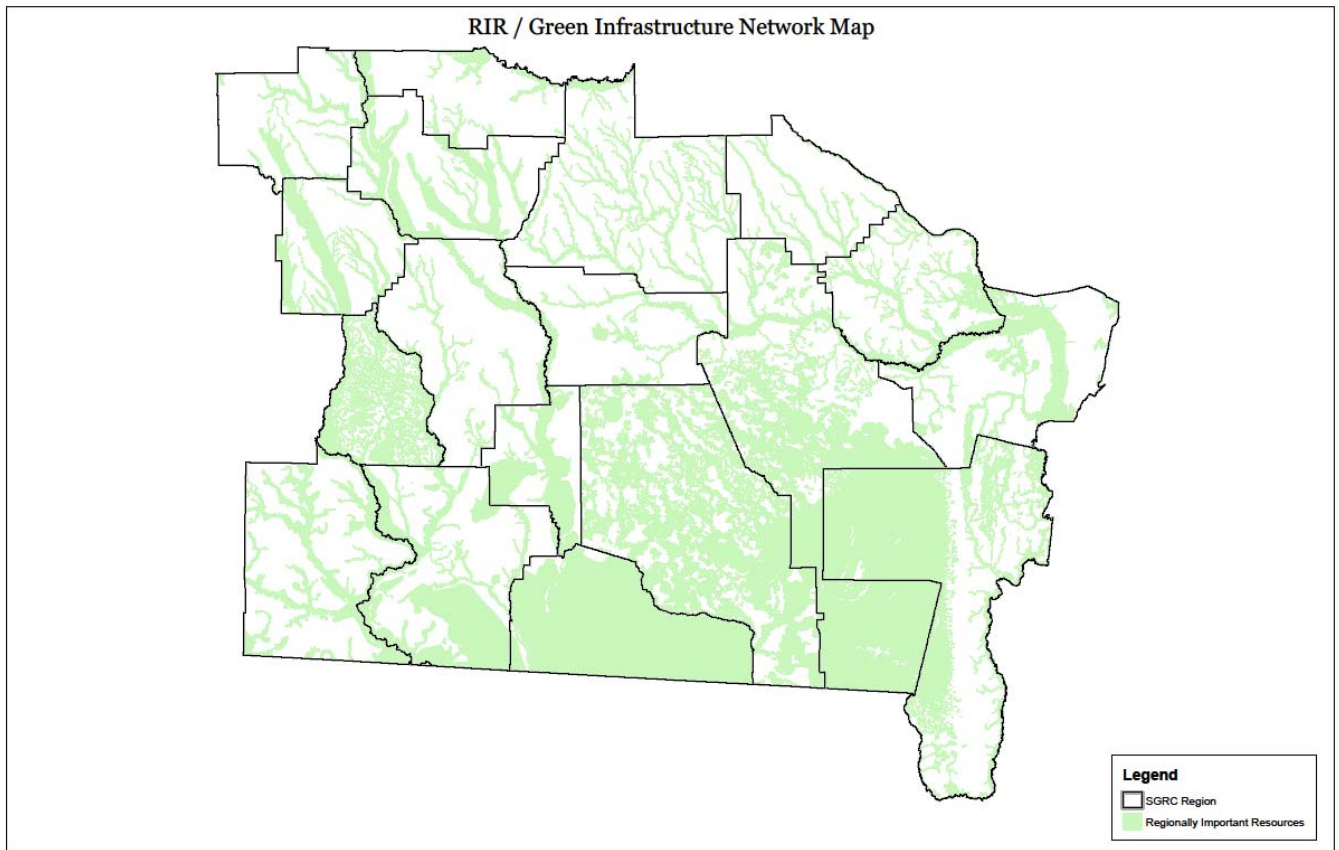 RIR / Green Infrastructure Network Map
Legend
SGRC Region
Regionally Important Resources